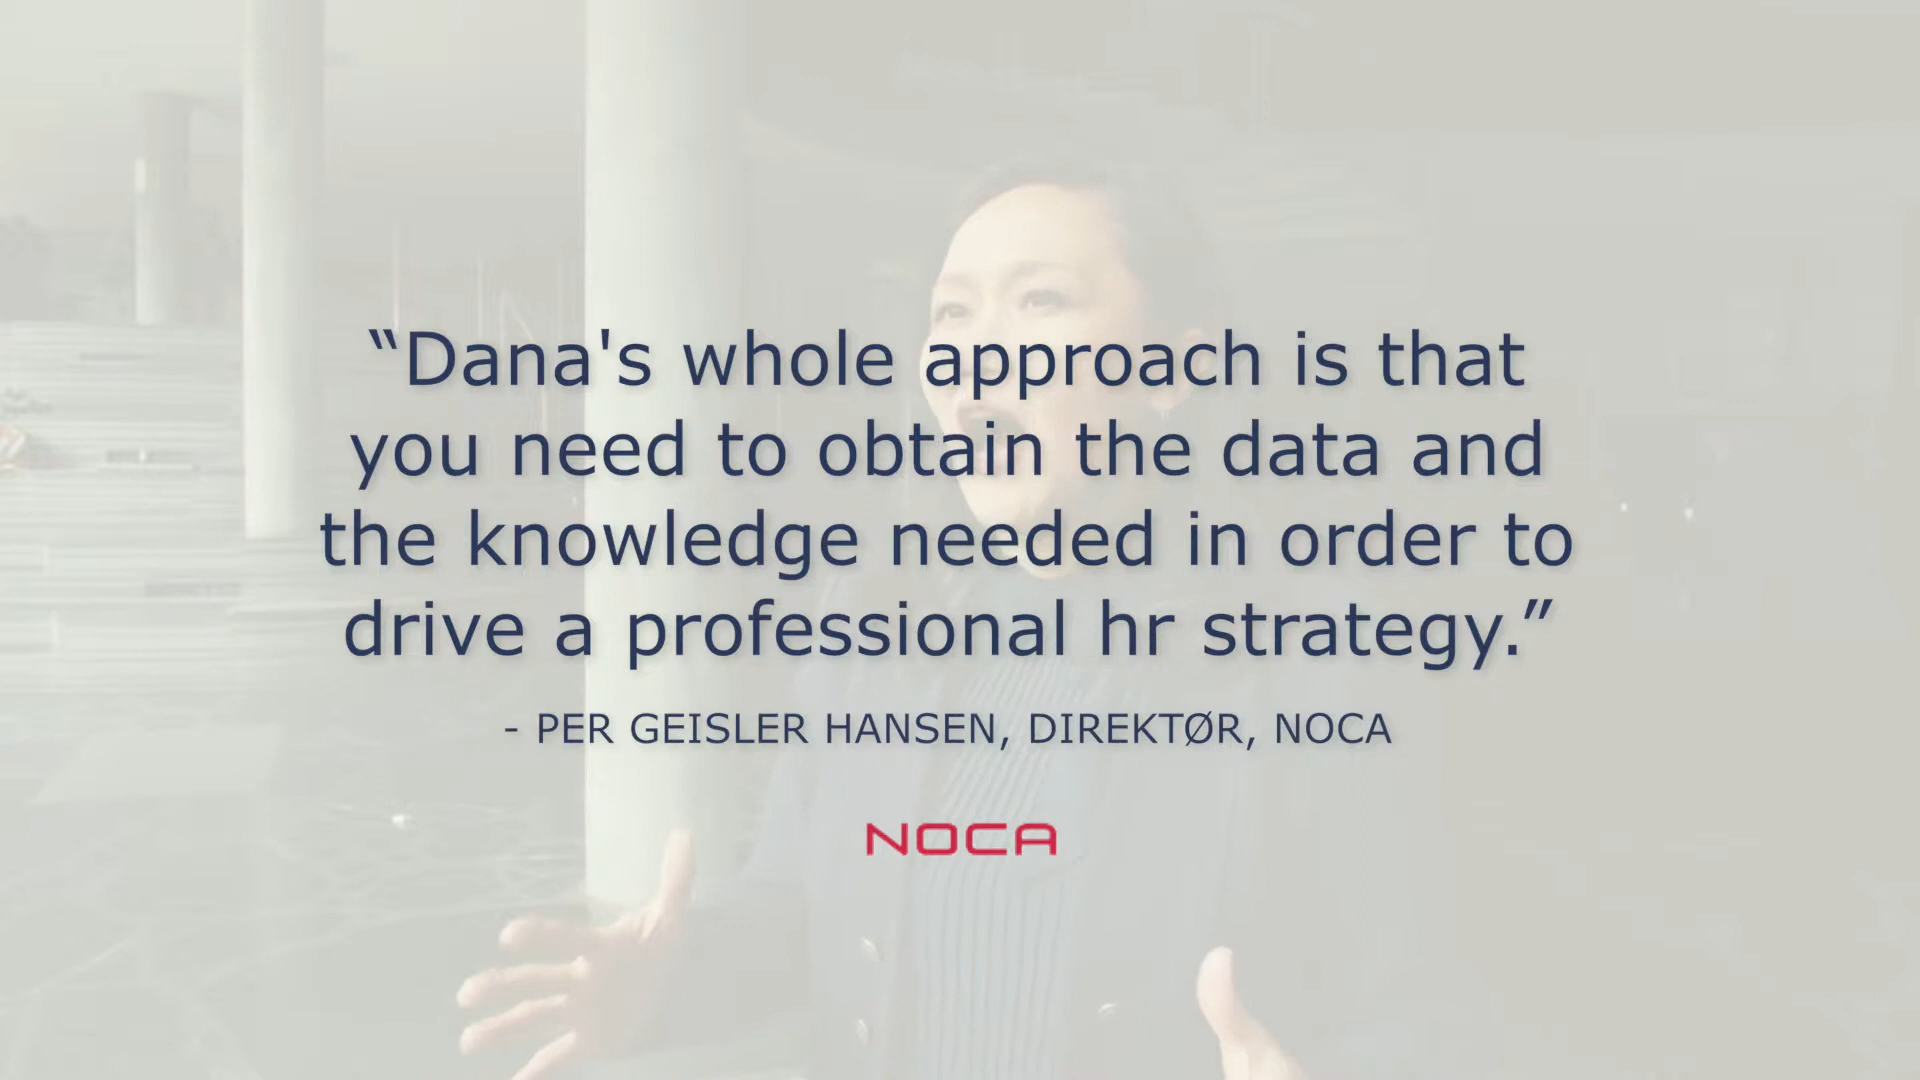 “Dana's whole approach is that
you need to obtain the data and
the knowledge needed in order to
drive a professional hr strategy.”
- PER GEISLER HANSEN, DIREKTØR, NOCA
NOCA